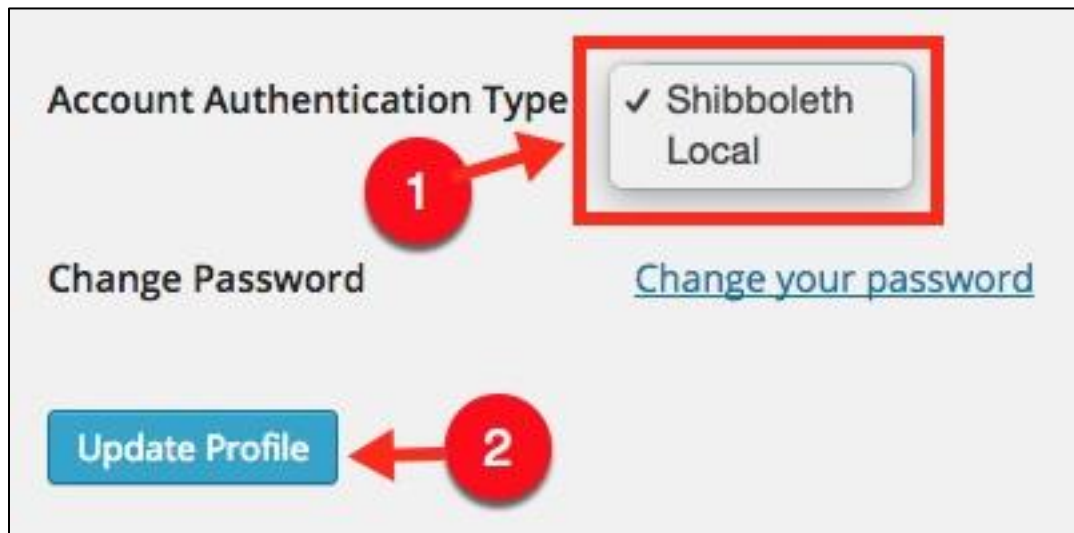 Account Authentication Type
✓ Shibboleth
Local
1
Change Password
Change your password
Update Profile
2